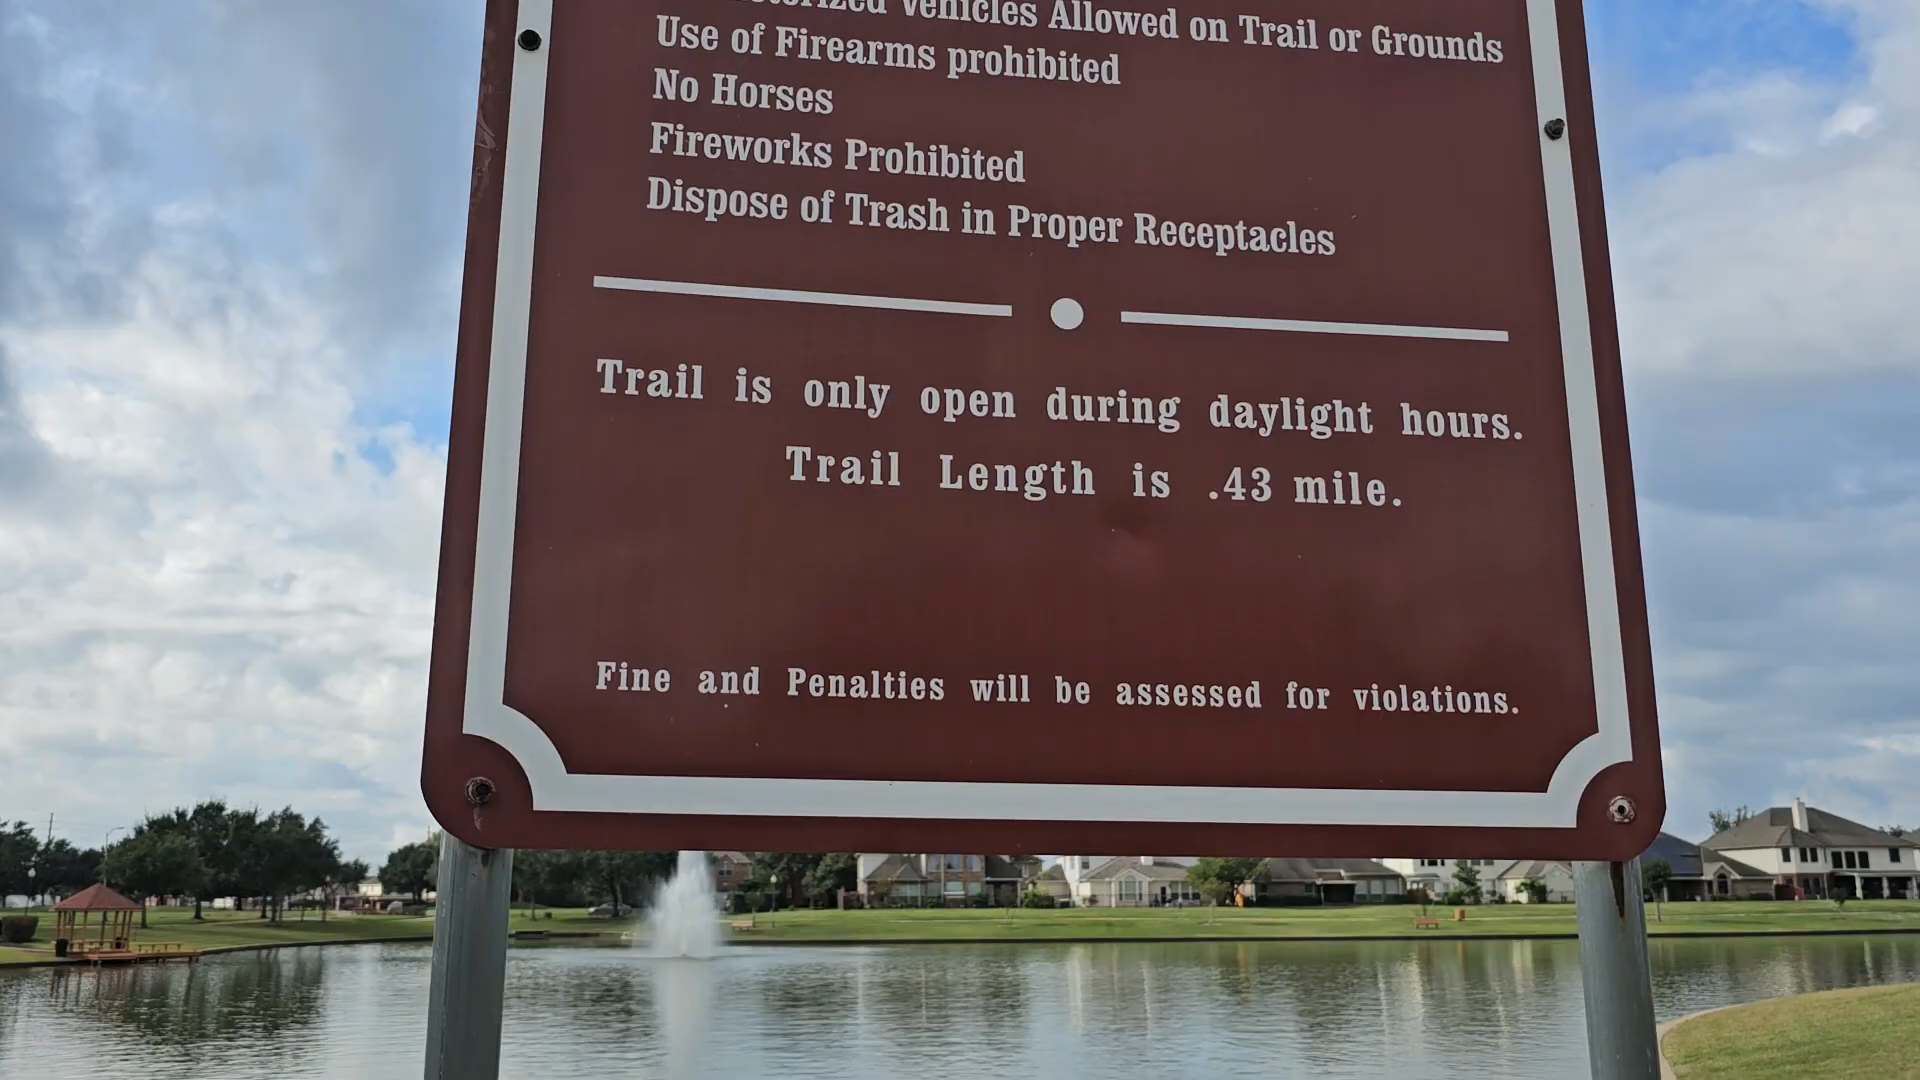 Vehicles Allowed on Trail or Grounds
Use of Firearms prohibited
No Horses
Fireworks Prohibited
Dispose of Trash in Proper Receptacles
Trail is only open during daylight hours.
Trail Length is .43 mile.
Fine and Penalties will be assessed for violations.